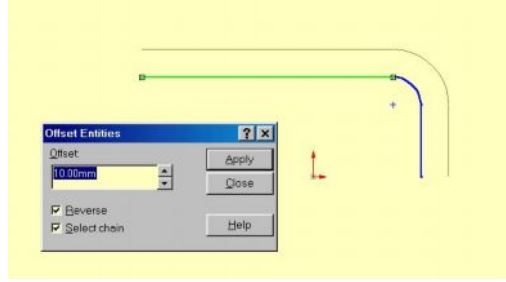 Offset Entities
Offset
10.00mm
Apply
Close
Reverse
Select chain
Help